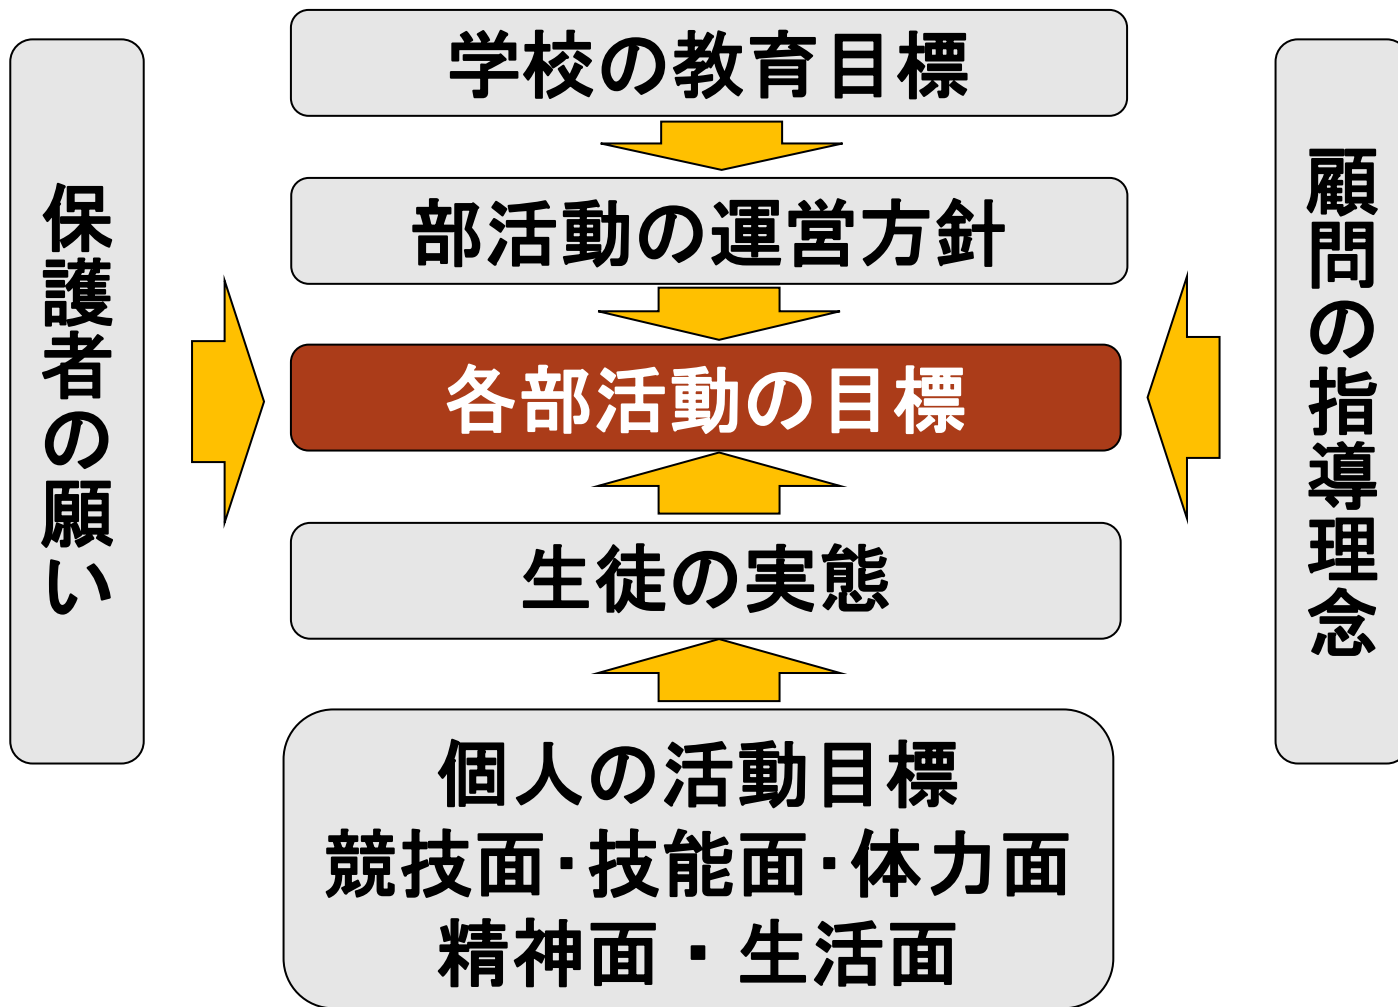 学校の教育目標
部活動の運営方針
各部活動の目標
生徒の実態
個人の活動目標
競技面・技能面・体力面
精神面・生活面
保護者の願い
顧問の指導理念